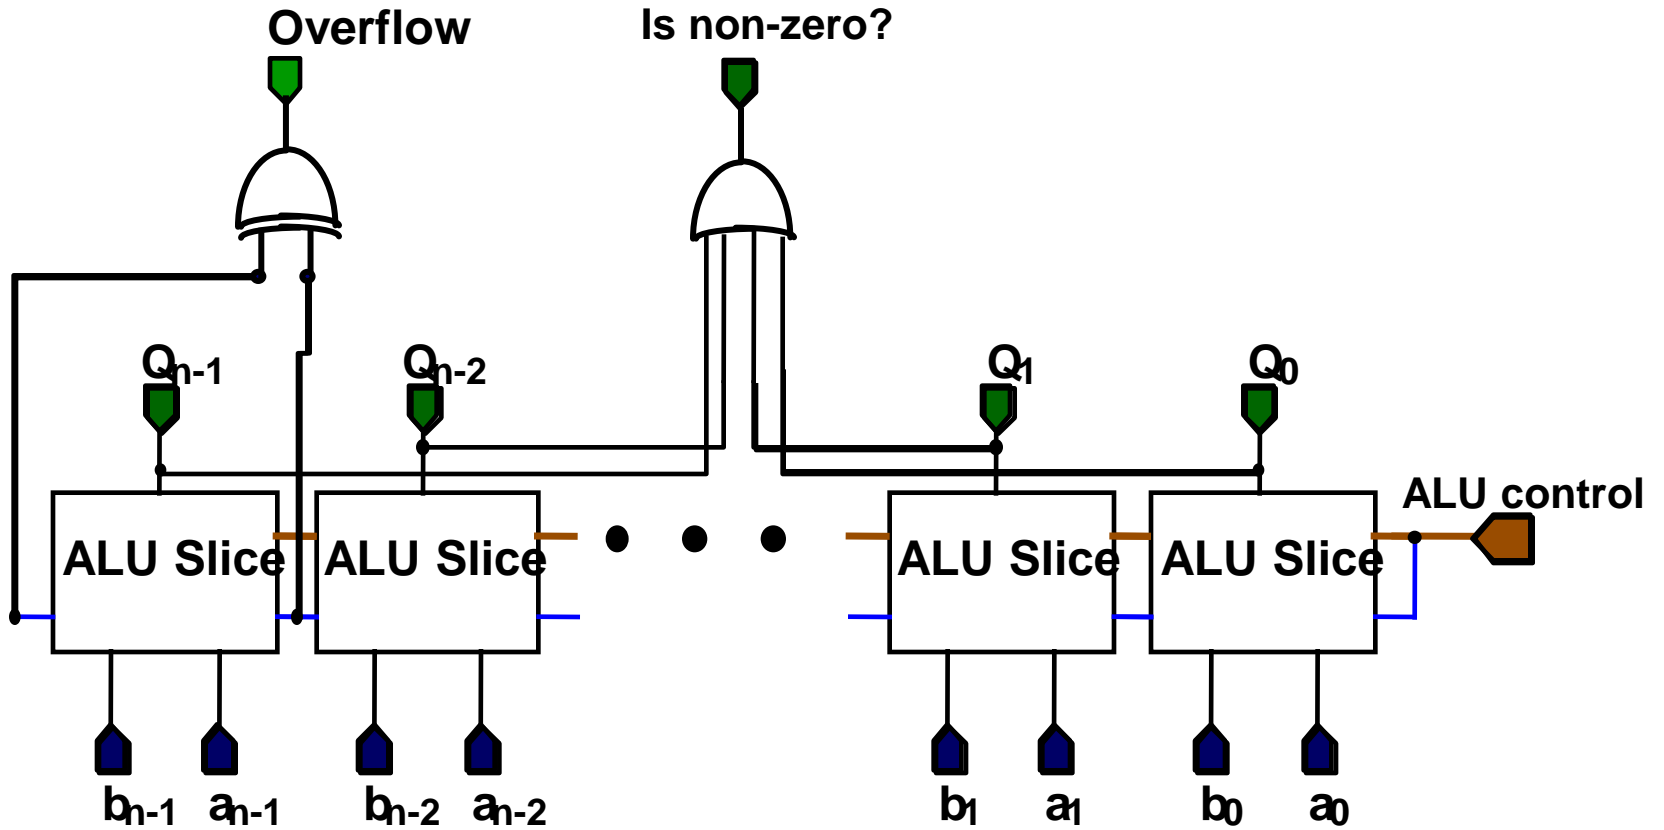 Overflow
Is non-zero?
Qn-1
Qn-2
Q1
Q0
ALU control
ALU Slice
ALU Slice
ALU Slice
ALU Slice
bn-1
an-1
bn-2
an-2
b1
a1
b0
a0